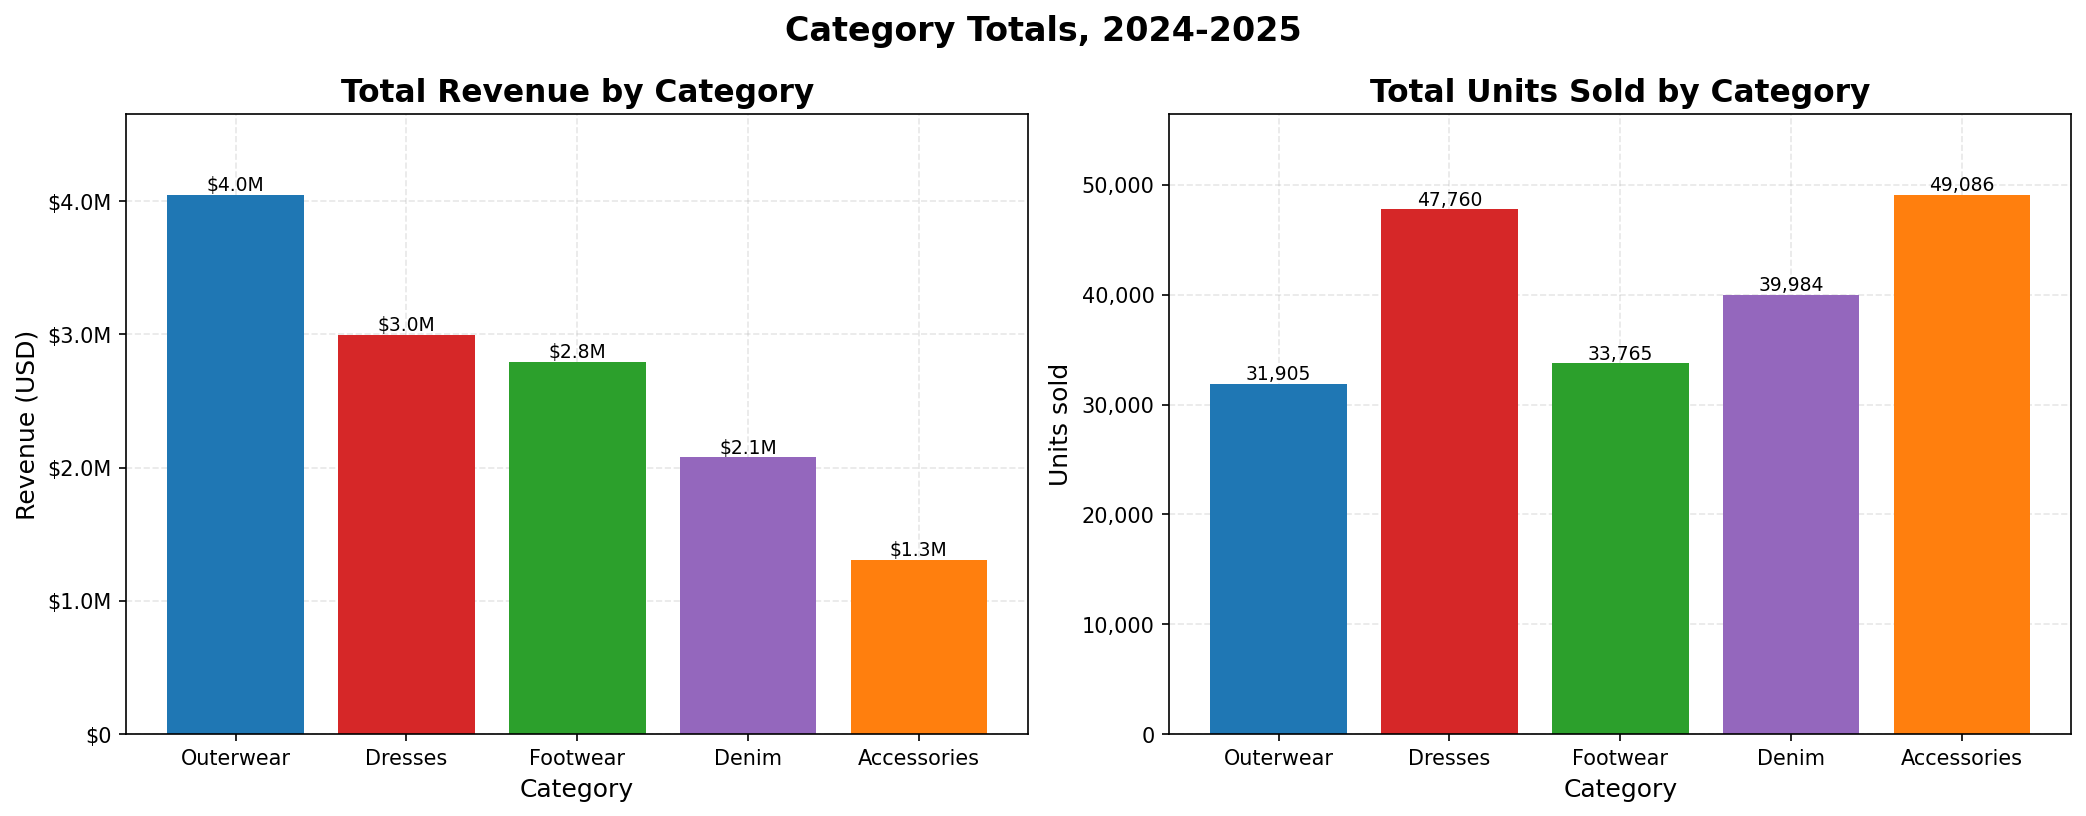 Category Totals, 2024-2025
Total Revenue by Category
Revenue (USD)
$4.0M
$3.0M
$2.0M
$1.0M
$0
$4.0M
$3.0M
$2.8M
$2.1M
$1.3M
Outerwear Dresses Footwear Denim Accessories
Category
Total Units Sold by Category
Units sold
50,000
40,000
30,000
20,000
10,000
0
31,905
47,760
33,765
39,984
49,086
Outerwear Dresses Footwear Denim Accessories
Category